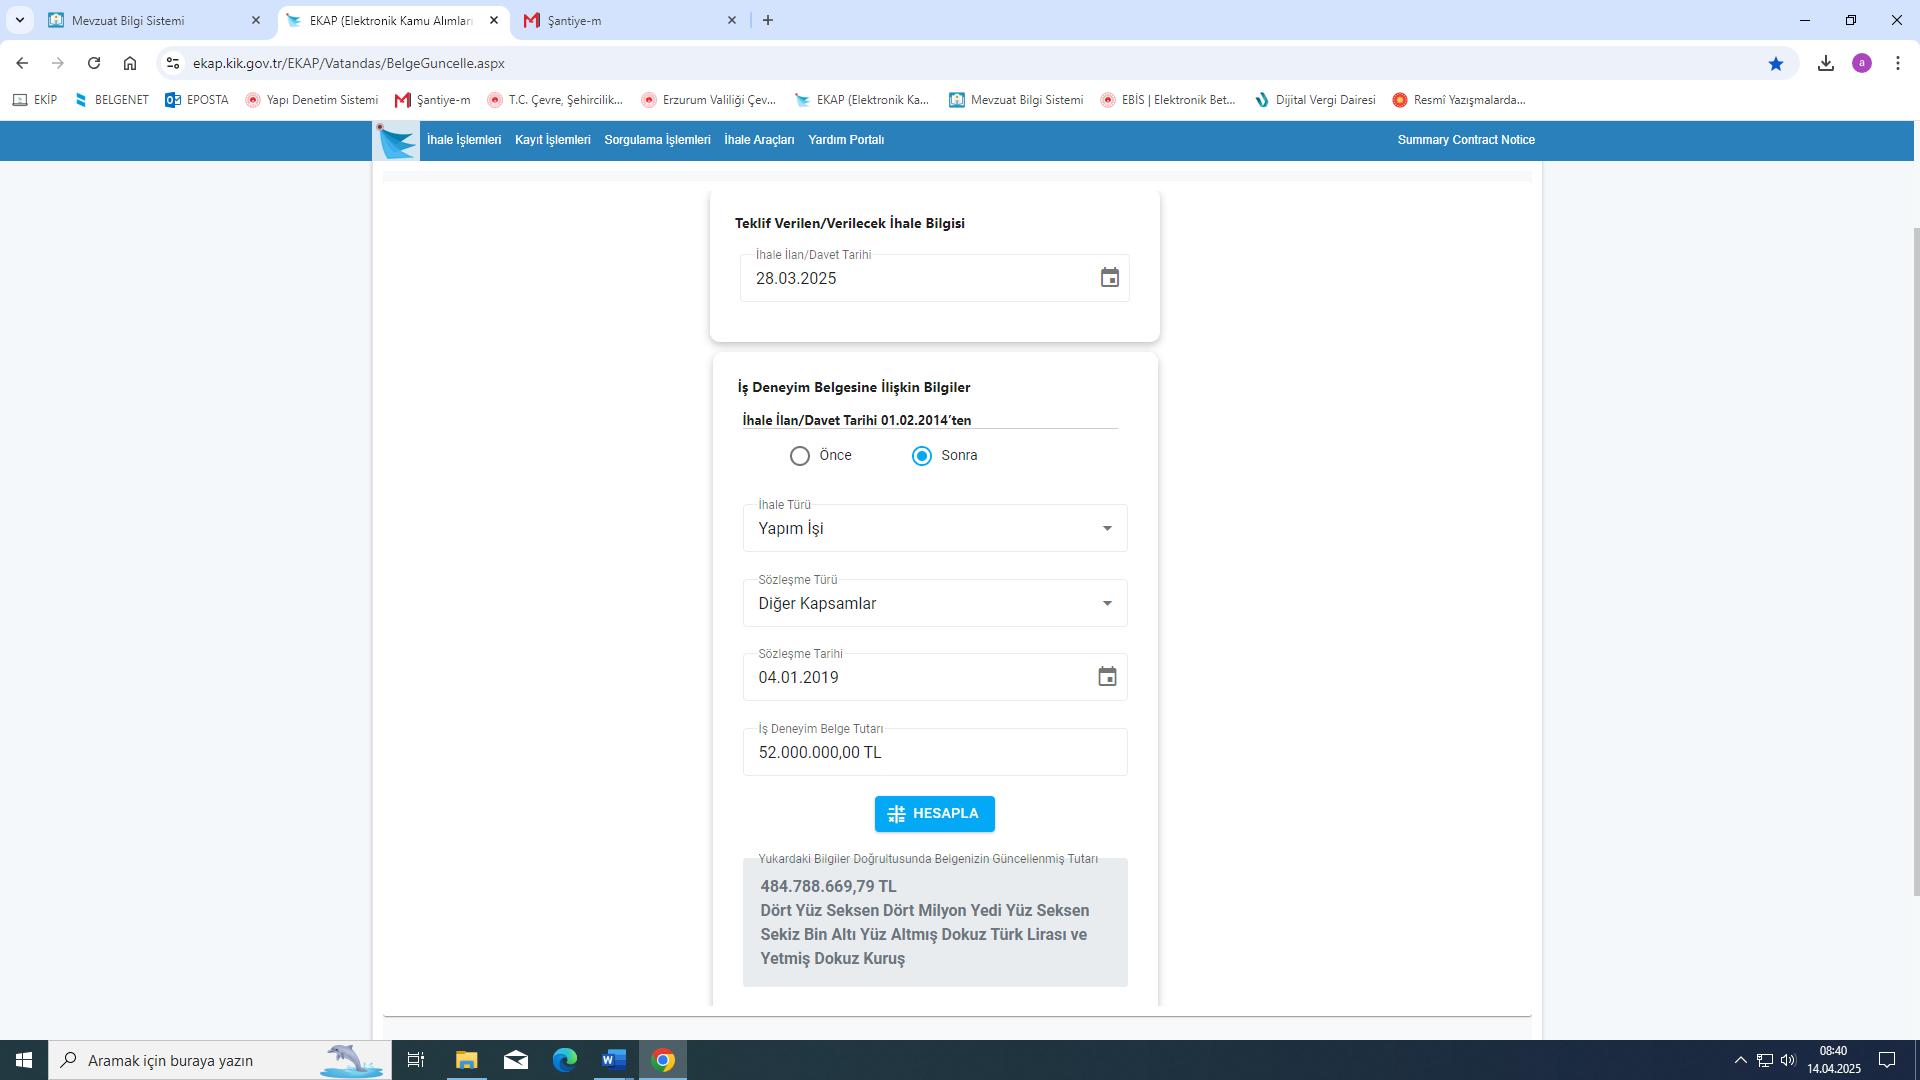 Mevzuat Bilgi Sistemi
EKAP (Elektronik Kamu Alımları
Şantiye-m
ekap.kik.gov.tr/EKAP/Vatandas/BelgeGuncelle.aspx
a
EKİP
BELGENET
EPOSTA
Yapı Denetim Sistemi
Şantiye-m
T.C. Çevre, Şehircilik...
Erzurum Valiliği Çev...
EKAP (Elektronik Ka...
Mevzuat Bilgi Sistemi
EBİS | Elektronik Bet...
Dijital Vergi Dairesi
Resmî Yazışmalarda...
İhale İşlemleri
Kayıt İşlemleri
Sorgulama İşlemleri
İhale Araçları
Yardım Portalı
Summary Contract Notice
Teklif Verilen/Verilecek İhale Bilgisi
İhale İlan/Davet Tarihi
28.03.2025
İş Deneyim Belgesine İlişkin Bilgiler
İhale İlan/Davet Tarihi 01.02.2014'ten
Önce
Sonra
İhale Türü
Yapım İşi
Sözleşme Türü
Diğer Kapsamlar
Sözleşme Tarihi
04.01.2019
İş Deneyim Belge Tutarı
52.000.000,00 TL
HESAPLA
Yukardaki Bilgiler Doğrultusunda Belgenizin Güncellenmiş Tutarı
484.788.669,79 TL
Dört Yüz Seksen Dört Milyon Yedi Yüz Seksen
Sekiz Bin Altı Yüz Altmış Dokuz Türk Lirası ve
Yetmiş Dokuz Kuruş
Aramak için buraya yazın
08:40
14.04.2025